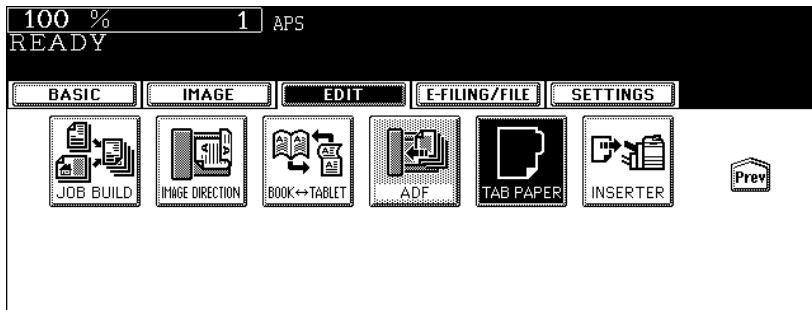 100 % 1 APS
READY
BASIC IMAGE EDIT E-FILING/FILE SETTINGS
JOB BUILD IMAGE DIRECTION BOOK↔TABLET ADF TAB PAPER INSERTER Prev